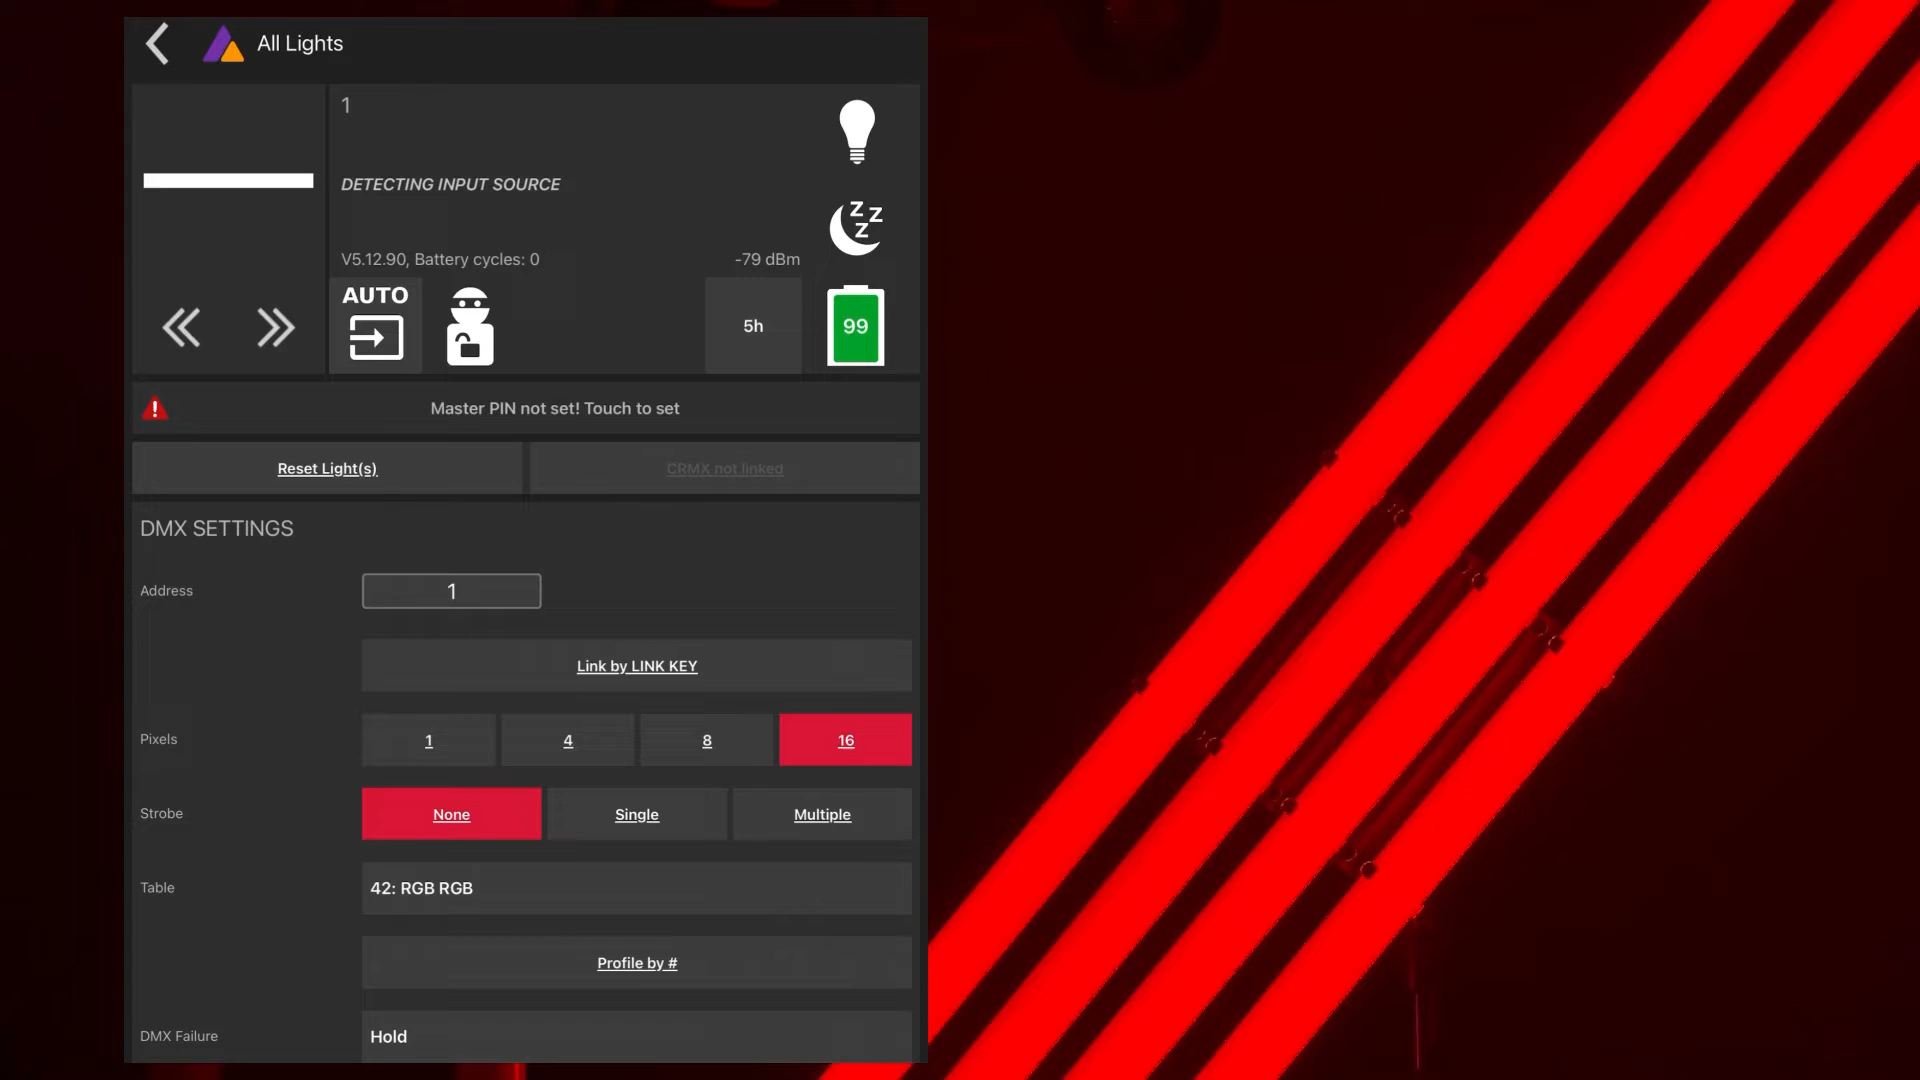 All Lights
1
DETECTING INPUT SOURCE
Z Z Z
V5.12.90, Battery cycles: 0 -79 dBm
AUTO
5h
99
Master PIN not set! Touch to set
Reset Light(s) CRMX not linked
DMX SETTINGS
Address 1
Link by LINK KEY
Pixels 1 4 8 16
Strobe None Single Multiple
Table 42: RGB RGB
Profile by #
DMX Failure Hold